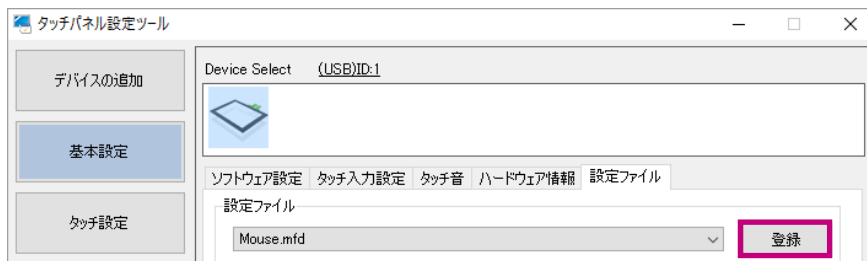 タッチパネル設定ツール
デバイスの追加
基本設定
タッチ設定
Device Select (USB)ID:1
ソフトウェア設定 タッチ入力設定 タッチ音 ハードウェア情報 設定ファイル
設定ファイル
Mouse.mfd
登録